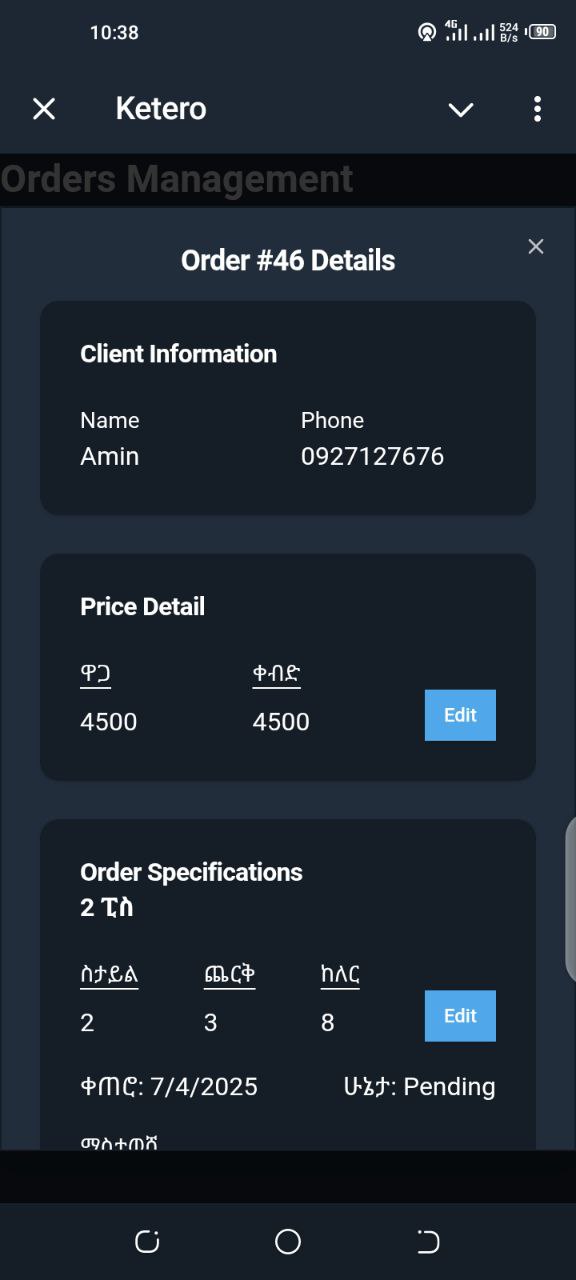 10:38
4G
524 B/s
90
Ketero
Orders Management
Order #46 Details
Client Information
Name Phone
Amin 0927127676
Price Detail
ዋጋ ቀብድ
4500 4500
Edit
Order Specifications
2 ፒስ
ስታይል ጨርቅ ከለር
2 3 8
Edit
ቀጠሮ: 7/4/2025 ሁኔታ: Pending
ማስተወሻ